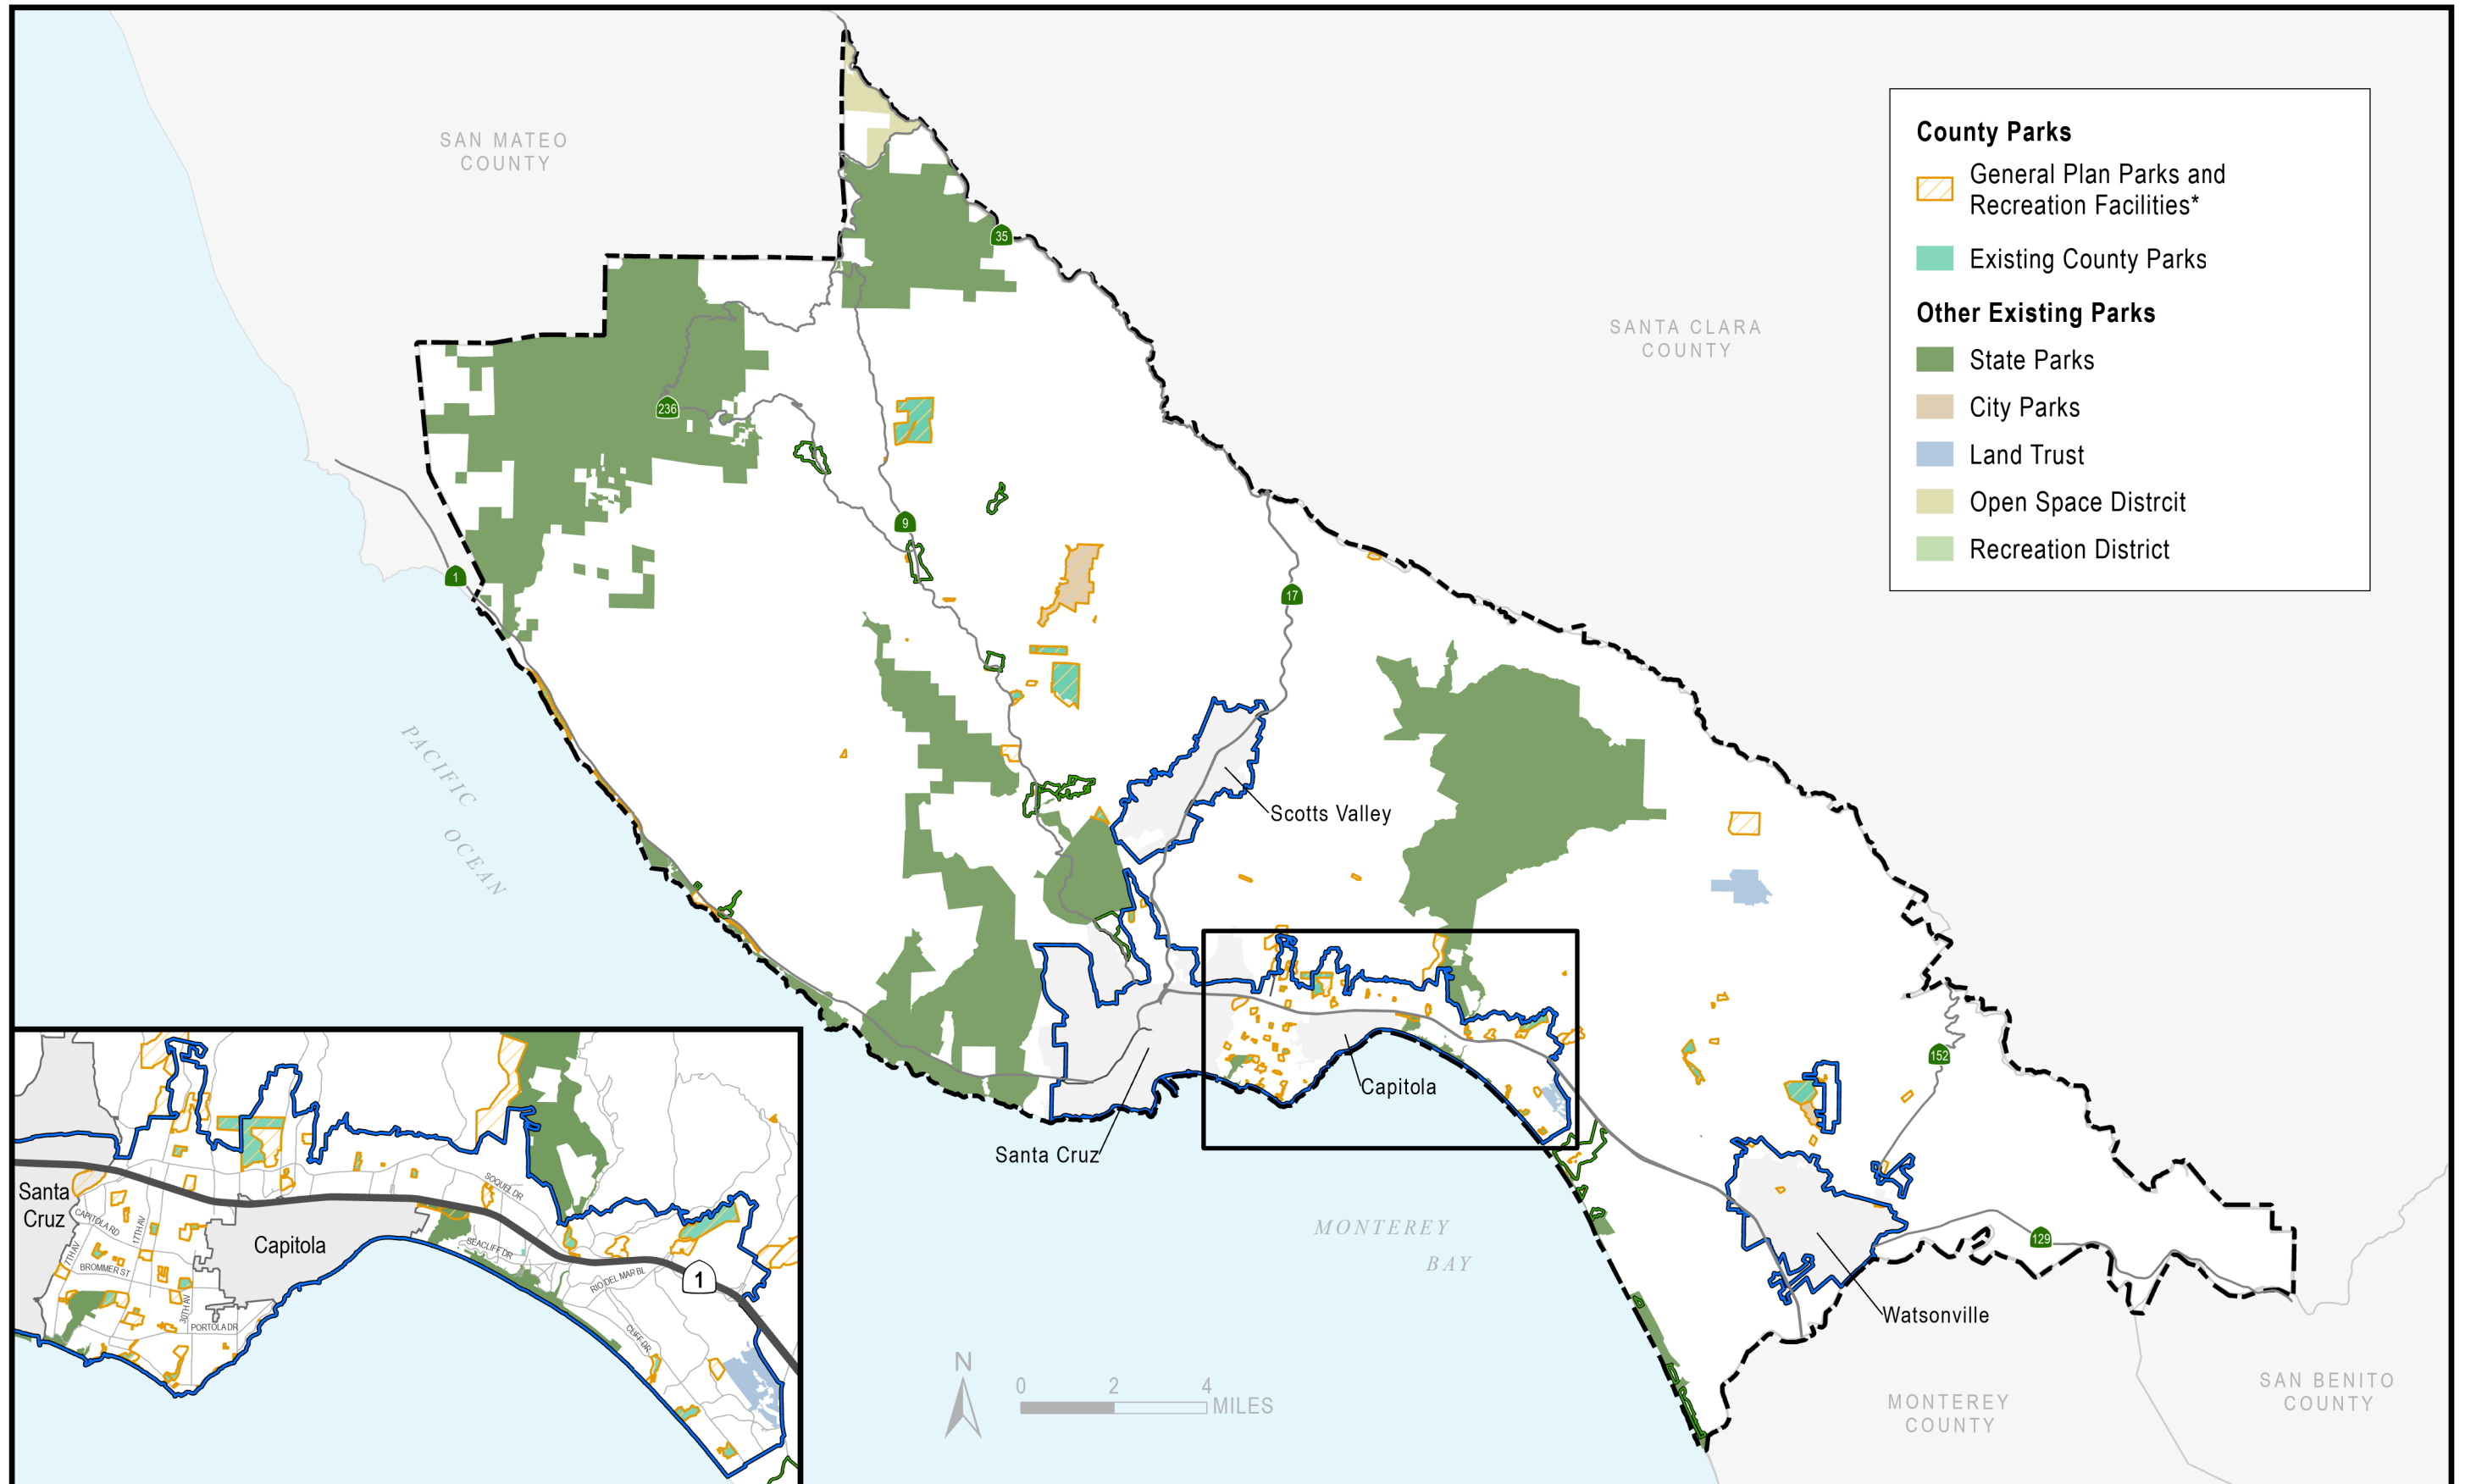 SAN MATEO
COUNTY
35
SANTA CLARA
COUNTY
County Parks
General Plan Parks and
Recreation Facilities*
Existing County Parks
Other Existing Parks
State Parks
City Parks
Land Trust
Open Space Distrcit
Recreation District
236
9
1
17
PACIFIC
OCEAN
Scotts Valley
152
Capitola
Santa Cruz
MONTEREY
BAY
129
Watsonville
N
0 2 4
MILES
MONTEREY
COUNTY
SAN BENITO
COUNTY
Santa
Cruz
Capitola
SOQUEL DR
CAPITOLA RD
17TH AV
7TH AV
BROMMER ST
30TH AV
PORTOLA DR
SEACLIFF DR
RIO DEL MAR BL
CLIFF DR
1